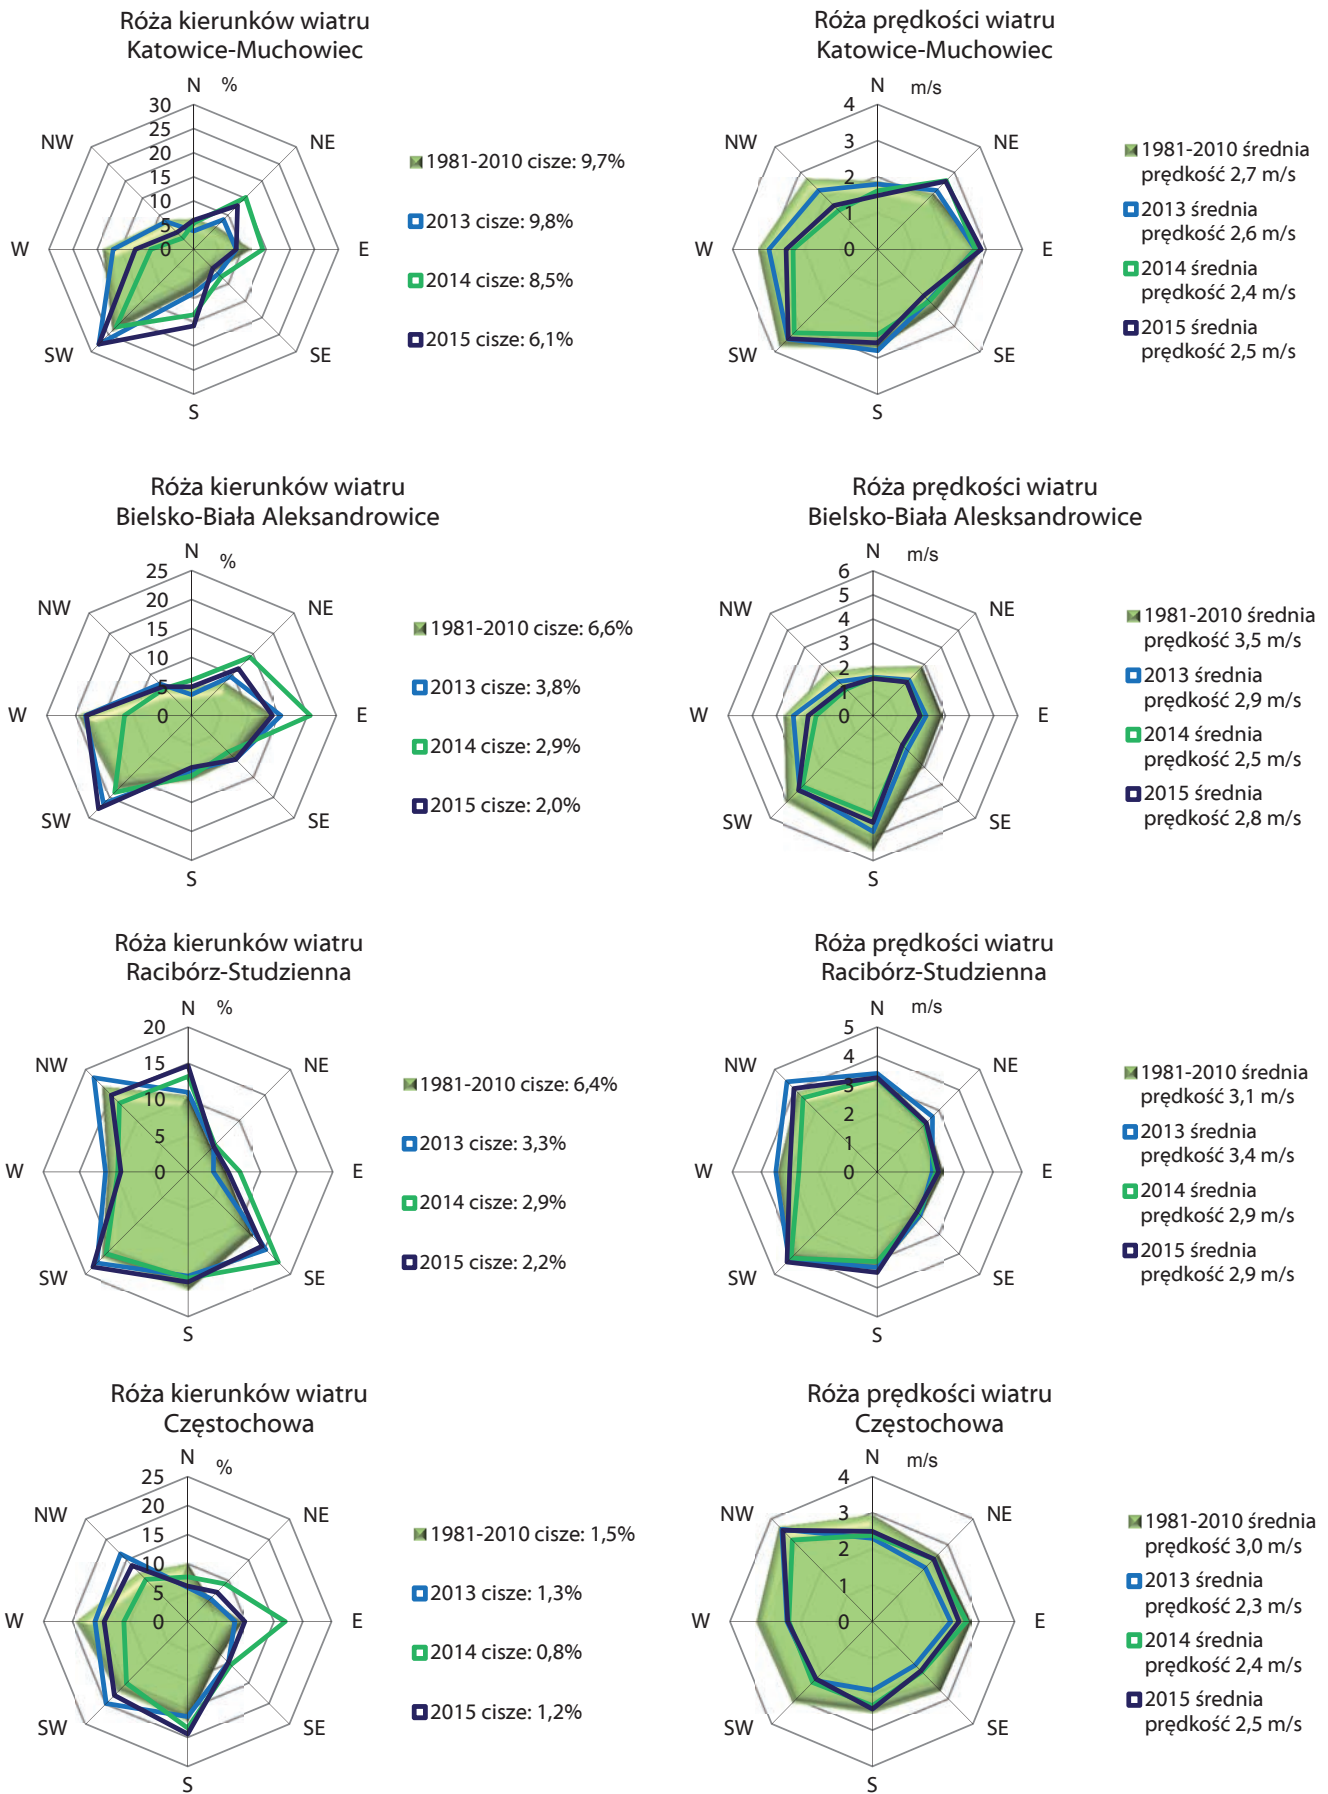 Róża kierunków wiatru
Katowice-Muchowiec
N %
30
25
20
15
10
5
0
NW
NE
W
E
SW
SE
S
1981-2010 cisze: 9,7%
2013 cisze: 9,8%
2014 cisze: 8,5%
2015 cisze: 6,1%
Róża prędkości wiatru
Katowice-Muchowiec
N m/s
4
3
2
1
0
NW
NE
W
E
SW
SE
S
1981-2010 średnia
prędkość 2,7 m/s
2013 średnia
prędkość 2,6 m/s
2014 średnia
prędkość 2,4 m/s
2015 średnia
prędkość 2,5 m/s
Róża kierunków wiatru
Bielsko-Biała Aleksandrowice
N %
25
20
15
10
5
0
NW
NE
W
E
SW
SE
S
1981-2010 cisze: 6,6%
2013 cisze: 3,8%
2014 cisze: 2,9%
2015 cisze: 2,0%
Róża prędkości wiatru
Bielsko-Biała Alesksandrowice
N m/s
6
5
4
3
2
1
0
NW
NE
W
E
SW
SE
S
1981-2010 średnia
prędkość 3,5 m/s
2013 średnia
prędkość 2,9 m/s
2014 średnia
prędkość 2,5 m/s
2015 średnia
prędkość 2,8 m/s
Róża kierunków wiatru
Racibórz-Studzienna
N %
20
15
10
5
0
NW
NE
W
E
SW
SE
S
1981-2010 cisze: 6,4%
2013 cisze: 3,3%
2014 cisze: 2,9%
2015 cisze: 2,2%
Róża prędkości wiatru
Racibórz-Studzienna
N m/s
5
4
3
2
1
0
NW
NE
W
E
SW
SE
S
1981-2010 średnia
prędkość 3,1 m/s
2013 średnia
prędkość 3,4 m/s
2014 średnia
prędkość 2,9 m/s
2015 średnia
prędkość 2,9 m/s
Róża kierunków wiatru
Częstochowa
N %
25
20
15
10
5
0
NW
NE
W
E
SW
SE
S
1981-2010 cisze: 1,5%
2013 cisze: 1,3%
2014 cisze: 0,8%
2015 cisze: 1,2%
Róża prędkości wiatru
Częstochowa
N m/s
4
3
2
1
0
NW
NE
W
E
SW
SE
S
1981-2010 średnia
prędkość 3,0 m/s
2013 średnia
prędkość 2,3 m/s
2014 średnia
prędkość 2,4 m/s
2015 średnia
prędkość 2,5 m/s